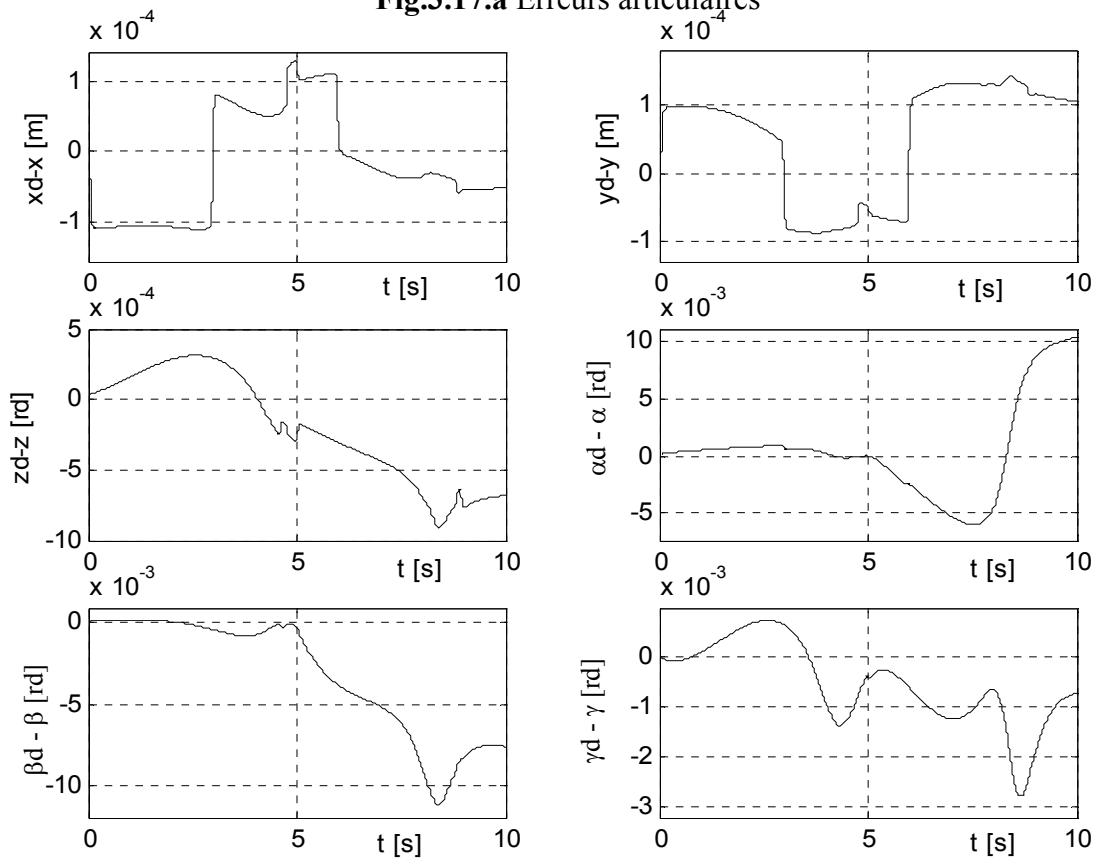 Fig.3.17.a Erreurs articulaires
x 10-4
1
0
-1
xd-x [m]
0
5
10
t [s]
x 10-4
1
0
-1
yd-y [m]
0
5
10
t [s]
x 10-4
5
0
-5
-10
zd-z [rd]
0
5
10
t [s]
x 10-3
10
5
0
-5
αd - α [rd]
0
5
10
t [s]
x 10-3
0
-5
-10
βd - β [rd]
0
5
10
t [s]
x 10-3
0
-1
-2
-3
γd - γ [rd]
0
5
10
t [s]